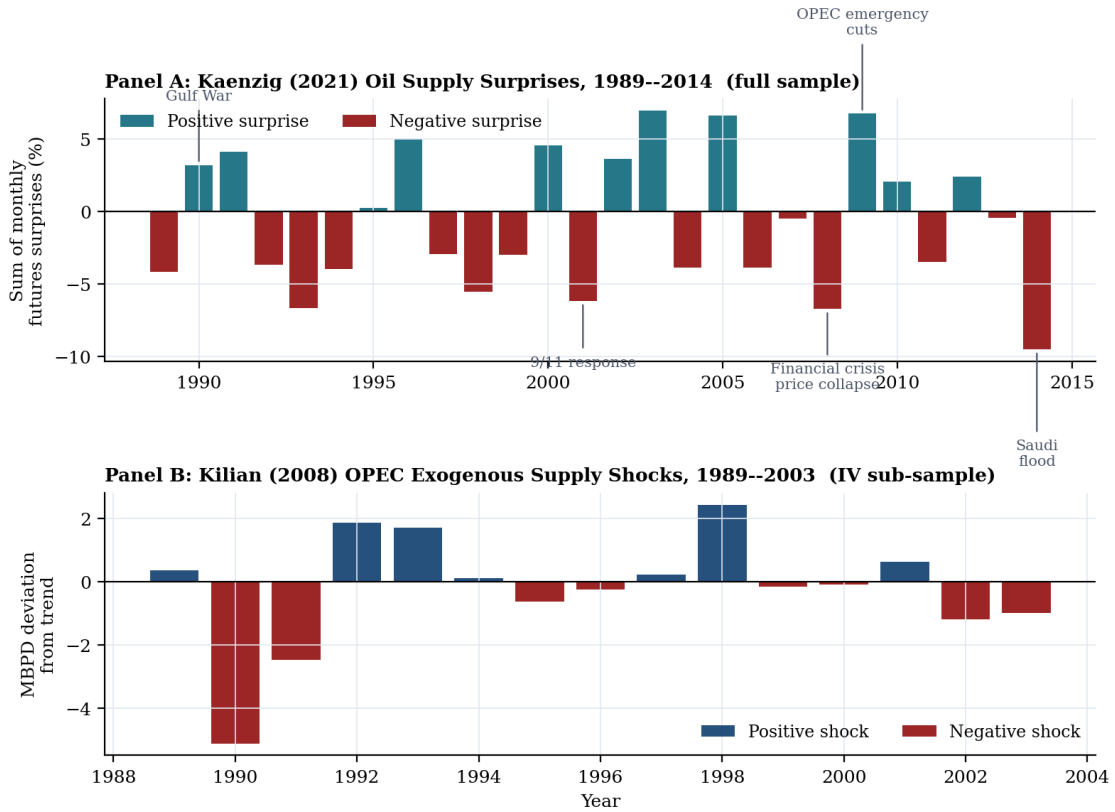 OPEC emergency
cuts
Panel A: Kaenzig (2021) Oil Supply Surprises, 1989--2014 (full sample)
Gulf War
Positive surprise
Negative surprise
Sum of monthly
futures surprises (%)
5
0
−5
−10
9/11 response
Financial crisis
price collapse
1990
1995
2000
2005
2010
2015
Saudi
flood
Panel B: Kilian (2008) OPEC Exogenous Supply Shocks, 1989--2003 (IV sub-sample)
MBPD deviation
from trend
2
0
−2
−4
Positive shock
Negative shock
1988
1990
1992
1994
1996
1998
2000
2002
2004
Year